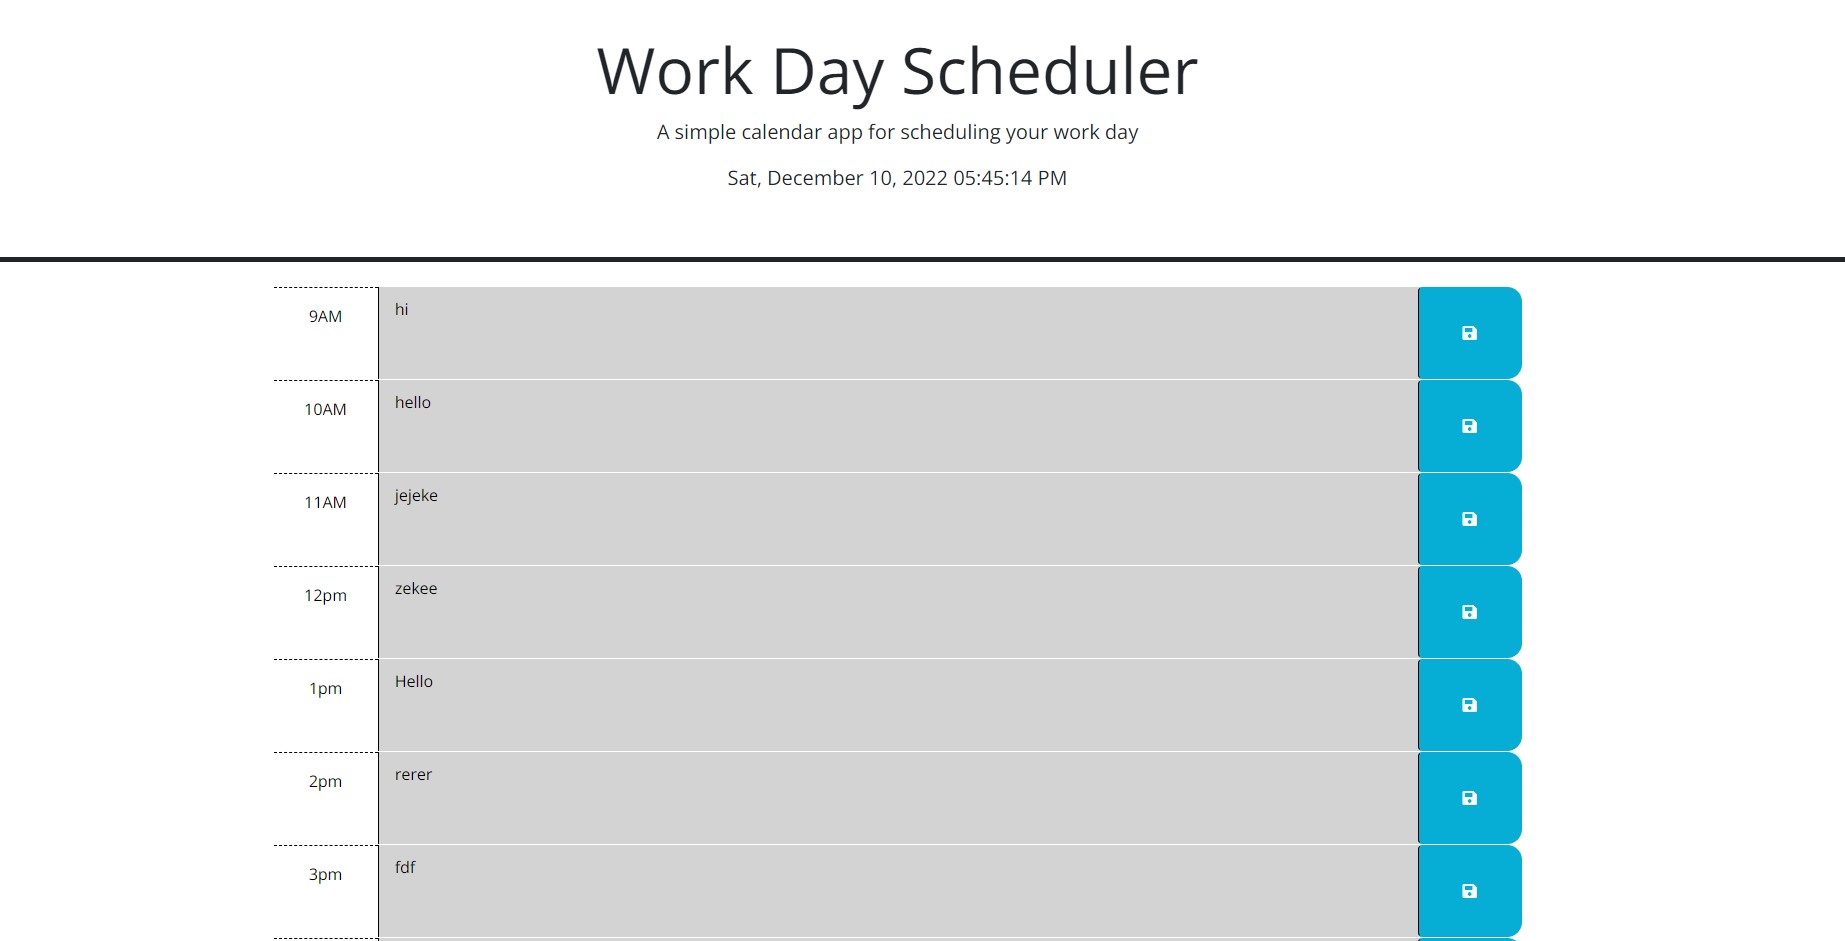 Work Day Scheduler
A simple calendar app for scheduling your work day
Sat, December 10, 2022 05:45:14 PM
9AM hi
10AM hello
11AM jejeke
12pm zekee
1pm Hello
2pm rerer
3pm fdf